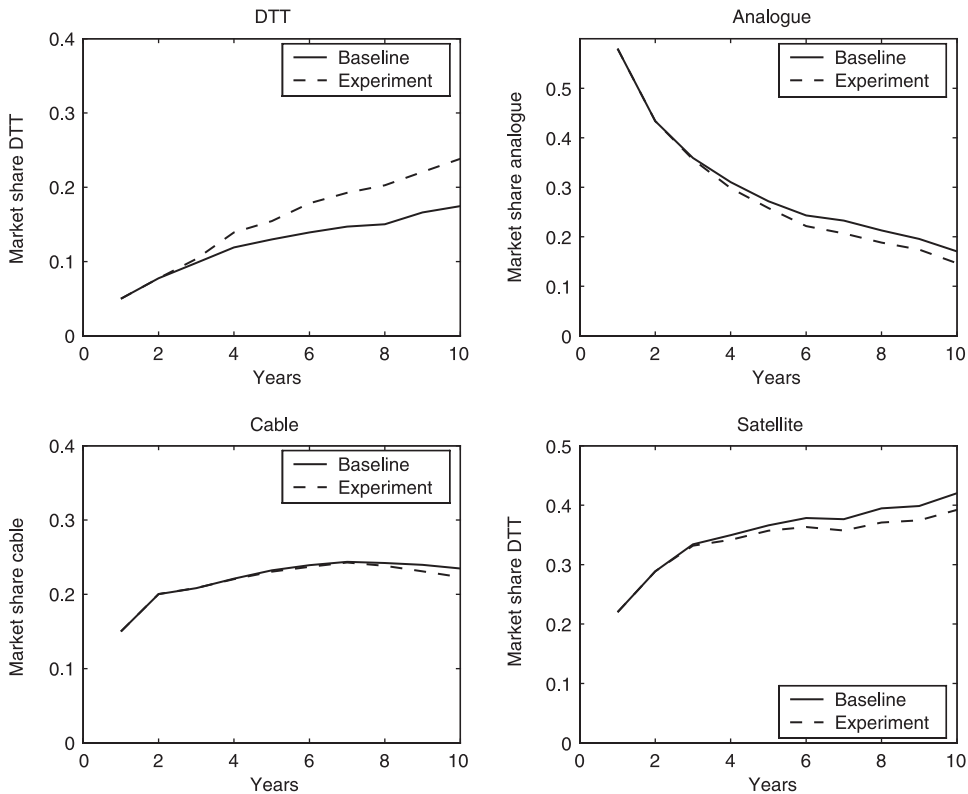 DTT
0.4
0.3
0.2
0.1
0
Market share DTT
Baseline
Experiment
0 2 4 6 8 10
Years
Analogue
0.5
0.4
0.3
0.2
0.1
0
Market share analogue
Baseline
Experiment
0 2 4 6 8 10
Years
Cable
0.4
0.3
0.2
0.1
0
Market share cable
Baseline
Experiment
0 2 4 6 8 10
Years
Satellite
0.5
0.4
0.3
0.2
0.1
0
Market share DTT
Baseline
Experiment
0 2 4 6 8 10
Years